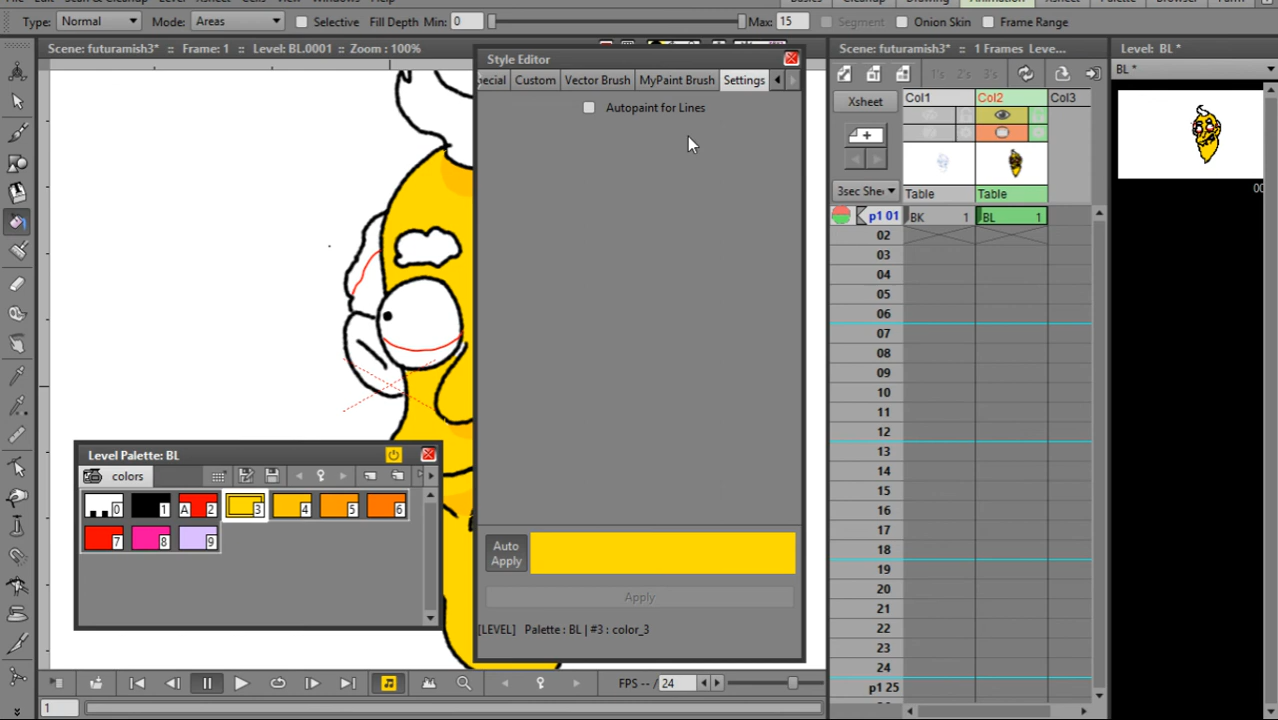 Type: Normal Mode: Areas Selective Fill Depth Min: 0 Max: 15 Segment Onion Skin Frame Range
Scene: futuramish3* :: Frame: 1 :: Level: BL.0001 :: Zoom : 100%
Style Editor
Scene: futuramish3* :: 1 Frames Leve...
Level: BL *
pecial Custom Vector Brush MyPaint Brush Settings
1's 2's 3's
BL *
Autopaint for Lines
Xsheet
Col1 Col2 Col3
3sec She
Table Table
p1 01 BK 1 BL 1
02
03
04
05
06
07
08
09
10
11
12
13
14
15
16
17
18
19
20
21
22
23
24
p1 25
Level Palette: BL
colors
0 1 A 2 3 4 5 6
7 8 9
Auto
Apply
Apply
[LEVEL] Palette : BL | #3 : color_3
FPS -- / 24
1
00